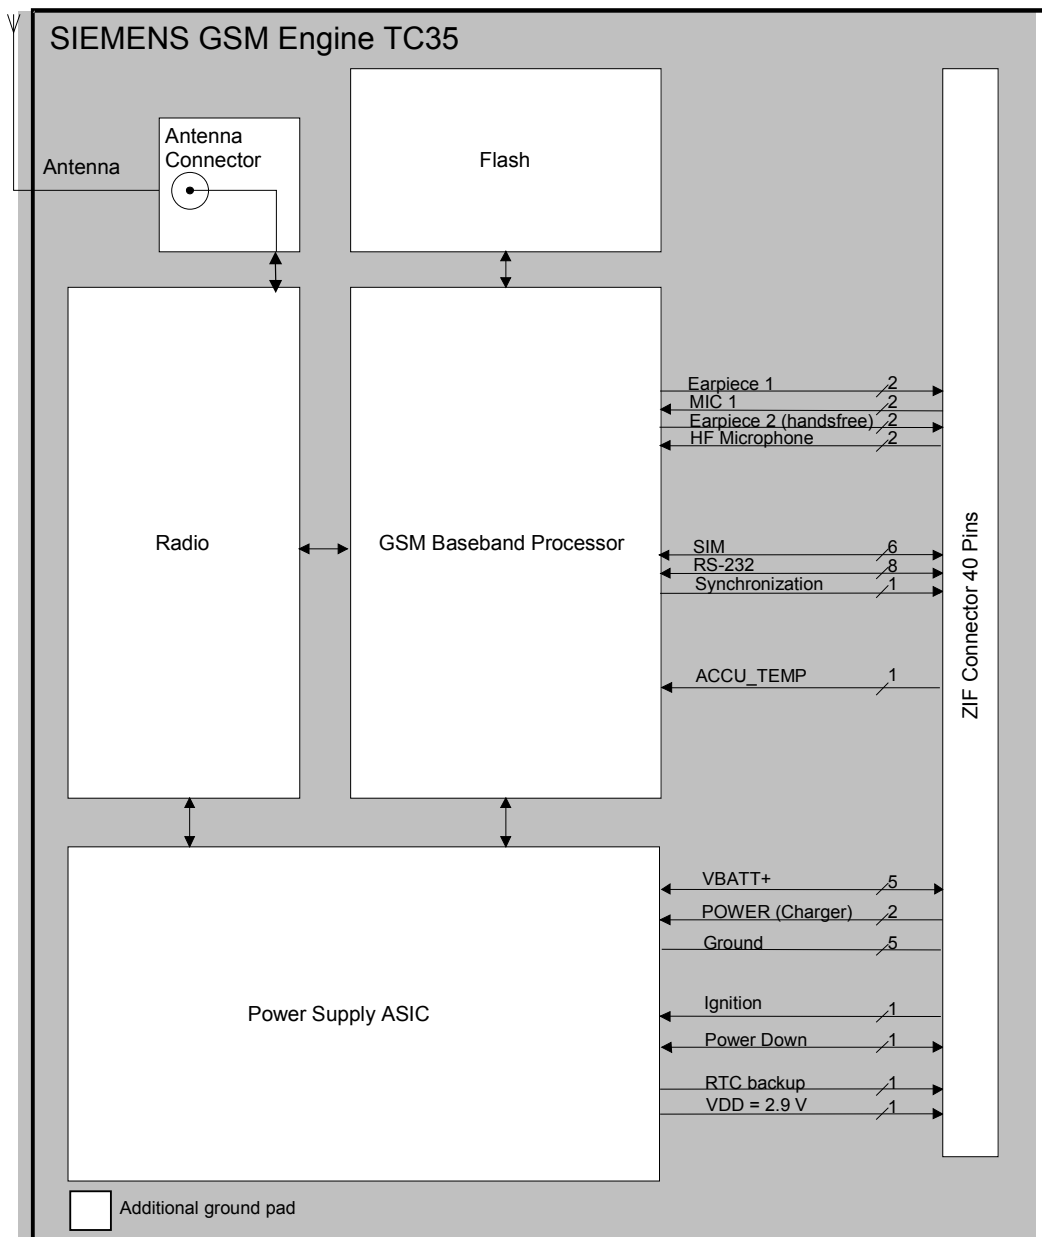 SIEMENS GSM Engine TC35
Antenna
Connector
Antenna
Flash
Radio
GSM Baseband Processor
Earpiece 1 2
MIC 1 2
Earpiece 2 (handsfree) 2
HF Microphone 2
SIM 6
RS-232 8
Synchronization 1
ACCU_TEMP 1
ZIF Connector 40 Pins
Power Supply ASIC
VBATT+ 5
POWER (Charger) 2
Ground 5
Ignition 1
Power Down 1
RTC backup 1
VDD = 2.9 V 1
Additional ground pad